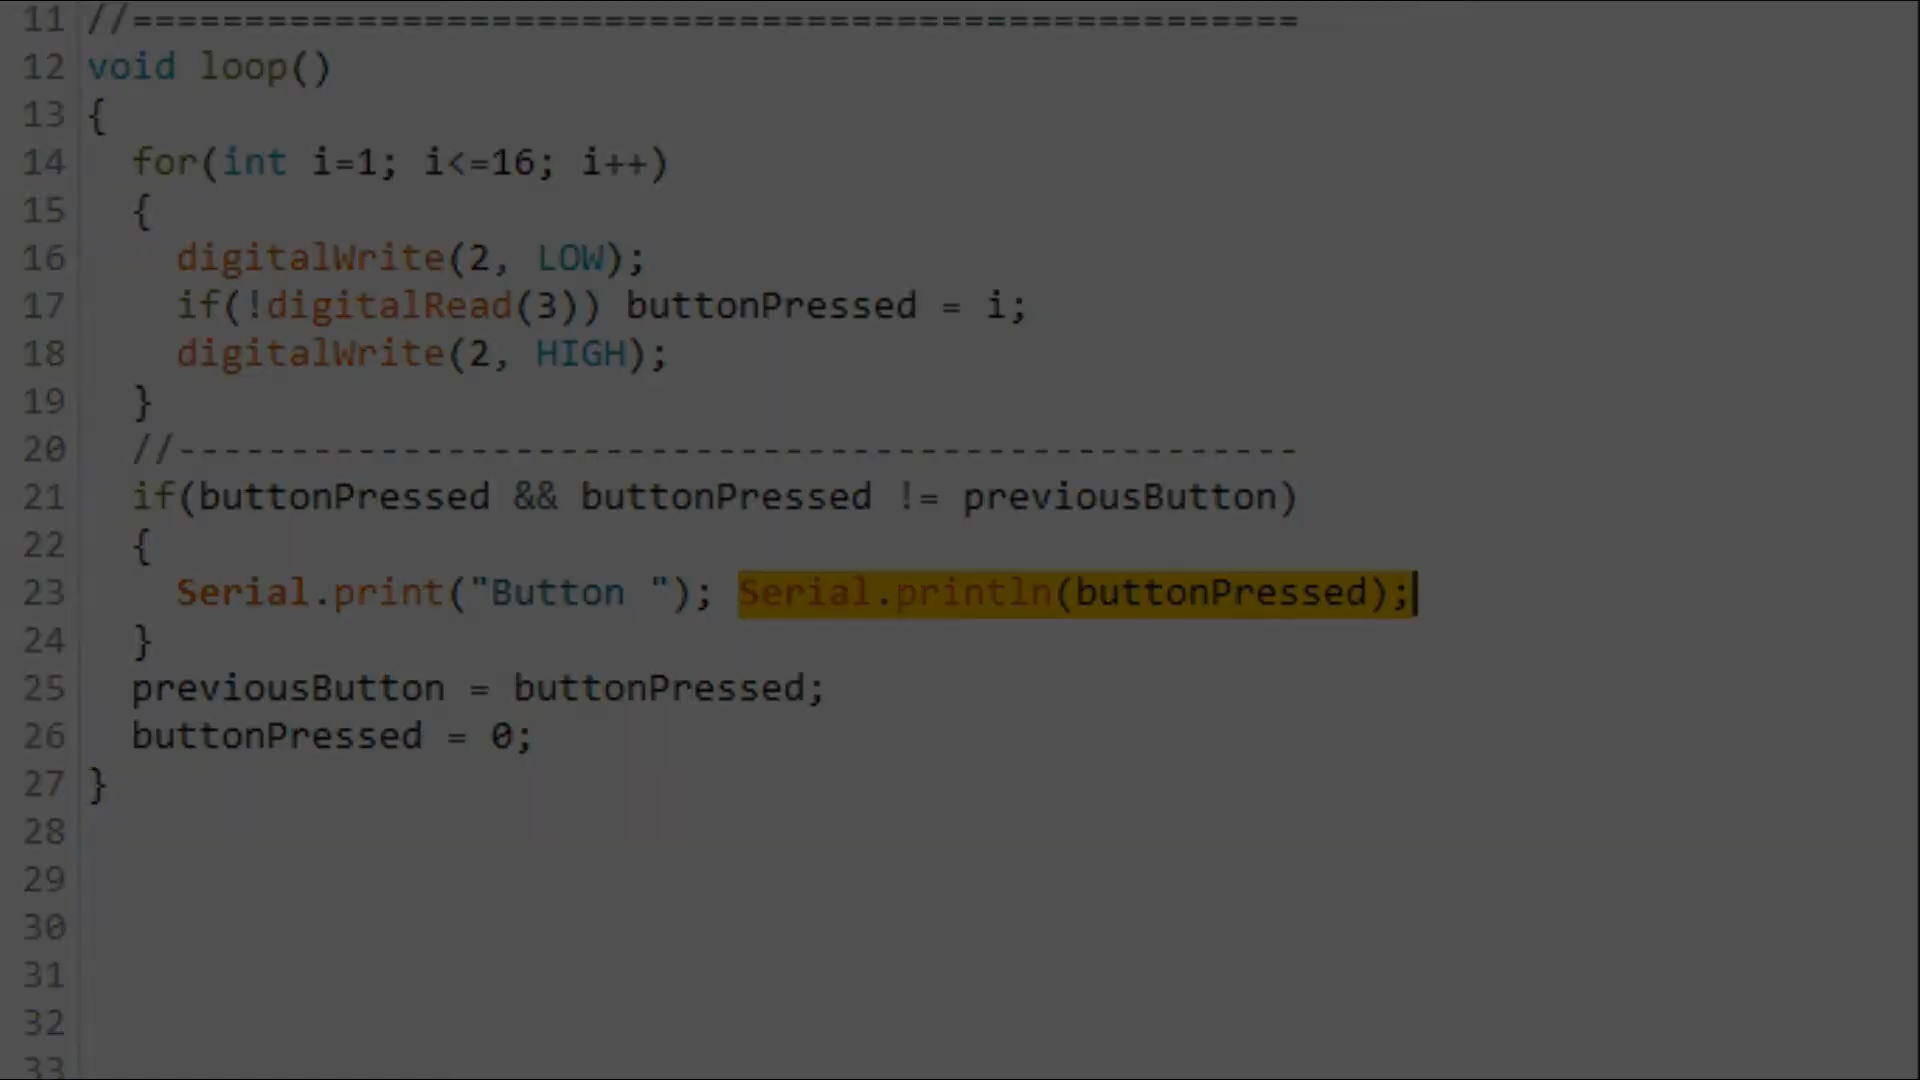 11 //====================================================
12 void loop()
13 {
14   for(int i=1; i<=16; i++)
15   {
16     digitalWrite(2, LOW);
17     if(!digitalRead(3)) buttonPressed = i;
18     digitalWrite(2, HIGH);
19   }
20   //--------------------------------------------------
21   if(buttonPressed && buttonPressed != previousButton)
22   {
23     Serial.print("Button "); Serial.println(buttonPressed);
24   }
25   previousButton = buttonPressed;
26   buttonPressed = 0;
27 }
28
29
30
31
32
33